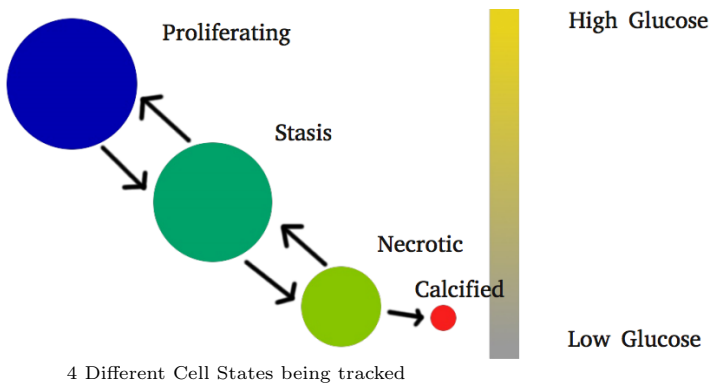 Proliferating
High Glucose
Stasis
Necrotic
Calcified
Low Glucose
4 Different Cell States being tracked